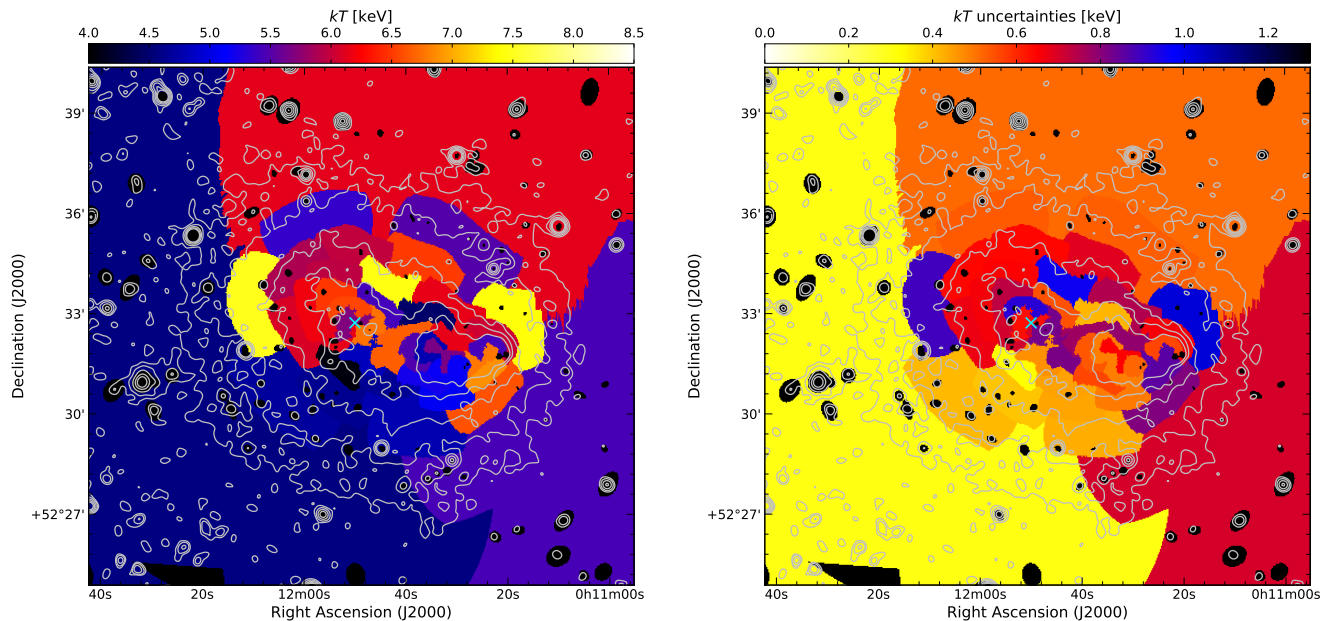 kT [keV]
4.0 4.5 5.0 5.5 6.0 6.5 7.0 7.5 8.0 8.5
39'
36'
33'
30'
+52°27'
40s 20s 12m00s 40s 20s 0h11m00s
Right Ascension (J2000)
Declination (J2000)
kT uncertainties [keV]
0.0 0.2 0.4 0.6 0.8 1.0 1.2
39'
36'
33'
30'
+52°27'
40s 20s 12m00s 40s 20s 0h11m00s
Right Ascension (J2000)
Declination (J2000)